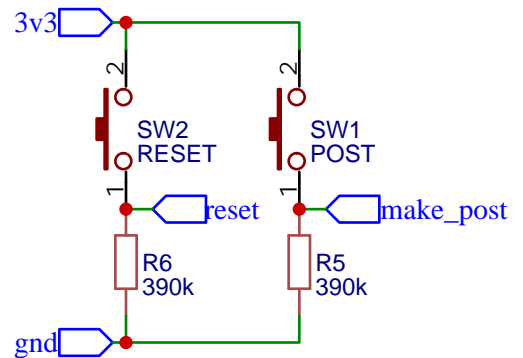 3v3
2
2
SW2
RESET
SW1
POST
1
1
reset
make_post
R6
390k
R5
390k
gnd